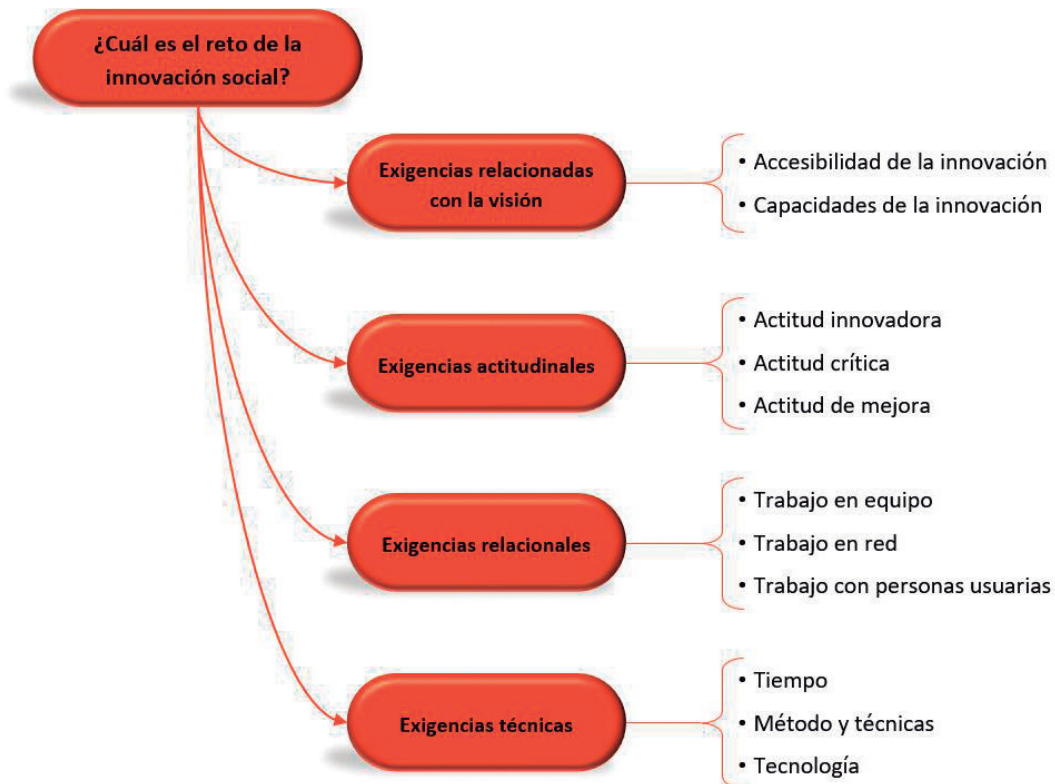 ¿Cuál es el reto de la
innovación social?
Exigencias relacionadas
con la visión
• Accesibilidad de la innovación
• Capacidades de la innovación
Exigencias actitudinales
• Actitud innovadora
• Actitud crítica
• Actitud de mejora
Exigencias relacionales
• Trabajo en equipo
• Trabajo en red
• Trabajo con personas usuarias
Exigencias técnicas
• Tiempo
• Método y técnicas
• Tecnología